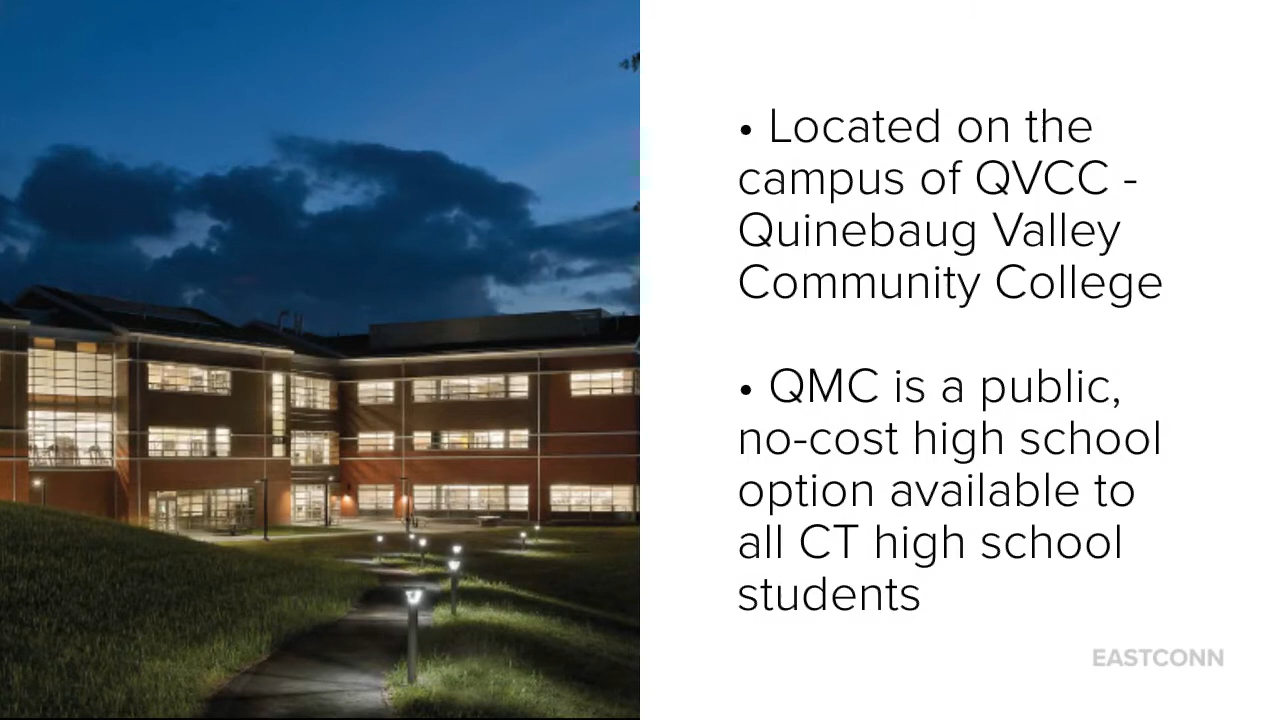 • Located on the
campus of QVCC -
Quinebaug Valley
Community College
• QMC is a public,
no-cost high school
option available to
all CT high school
students
EASTCONN